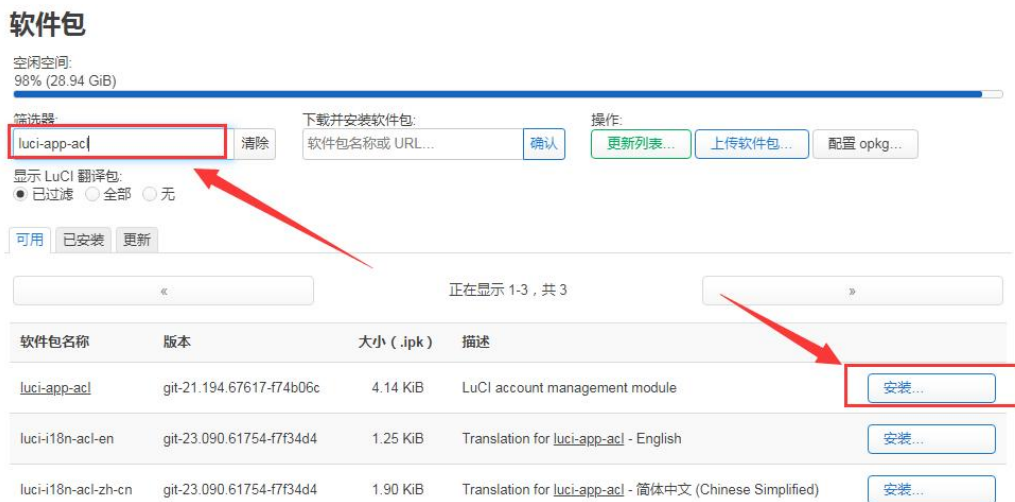 软件包
空闲空间:
98% (28.94 GiB)
筛选器: 下载并安装软件包: 操作:
luci-app-acl 清除 软件包名称或 URL... 确认 更新列表... 上传软件包... 配置 opkg...
显示 LuCI 翻译包:
已过滤 全部 无
可用 已安装 更新
« 正在显示 1-3，共 3 »
软件包名称 版本 大小 (.ipk) 描述
luci-app-acl git-21.194.67617-f74b06c 4.14 KiB LuCI account management module 安装...
luci-i18n-acl-en git-23.090.61754-f7f34d4 1.25 KiB Translation for luci-app-acl - English 安装...
luci-i18n-acl-zh-cn git-23.090.61754-f7f34d4 1.90 KiB Translation for luci-app-acl - 简体中文 (Chinese Simplified) 安装...